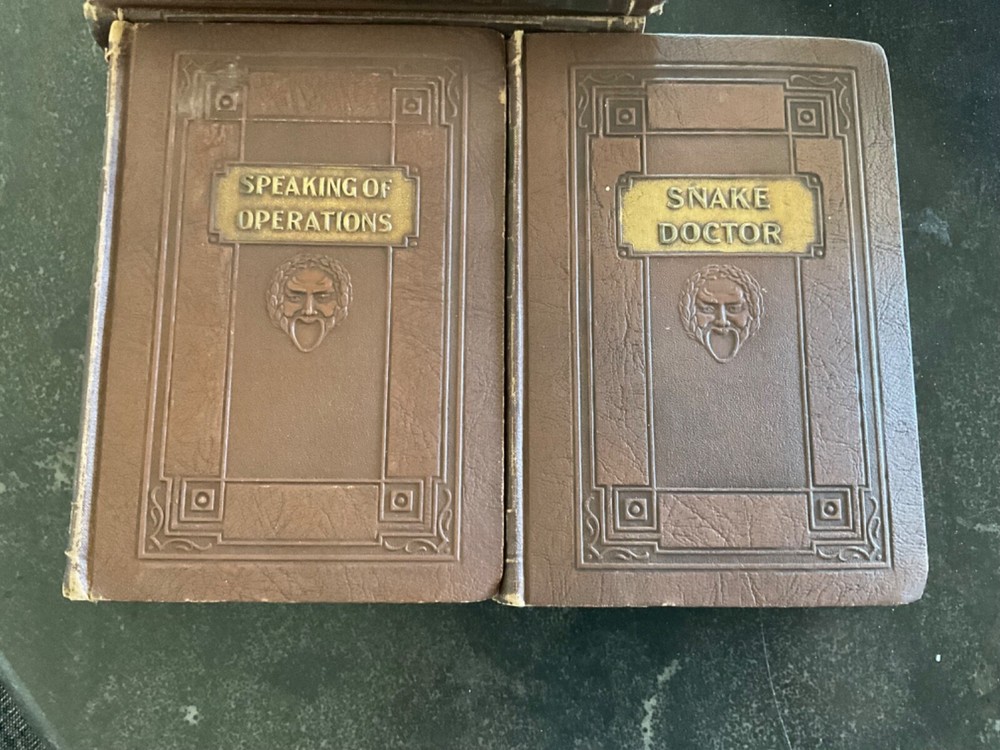 SPEAKING OF
OPERATIONS
SNAKE
DOCTOR